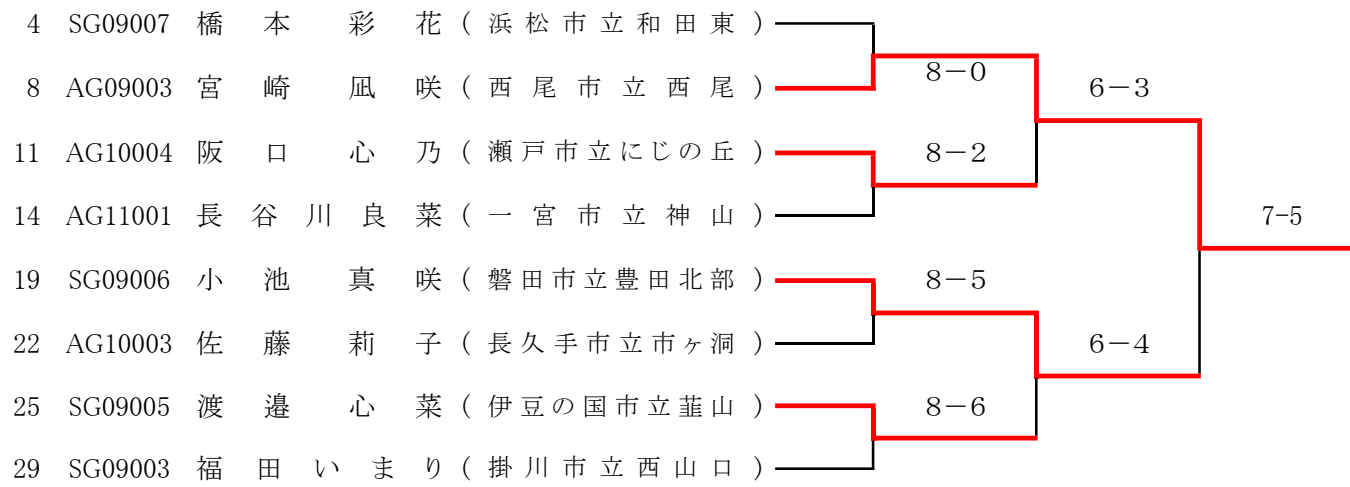 4 SG09007 橋本彩花(浜松市立和田東)
8-0
8 AG09003 宮崎凪咲(西尾市立西尾)
6-3
11 AG10004 阪口心乃(瀬戸市立にじの丘)
8-2
14 AG11001 長谷川良菜(一宮市立神山)
7-5
19 SG09006 小池真咲(磐田市立豊田北部)
8-5
22 AG10003 佐藤莉子(長久手市立市ヶ洞)
6-4
25 SG09005 渡邉心菜(伊豆の国市立韮山)
8-6
29 SG09003 福田いまり(掛川市立西山口)